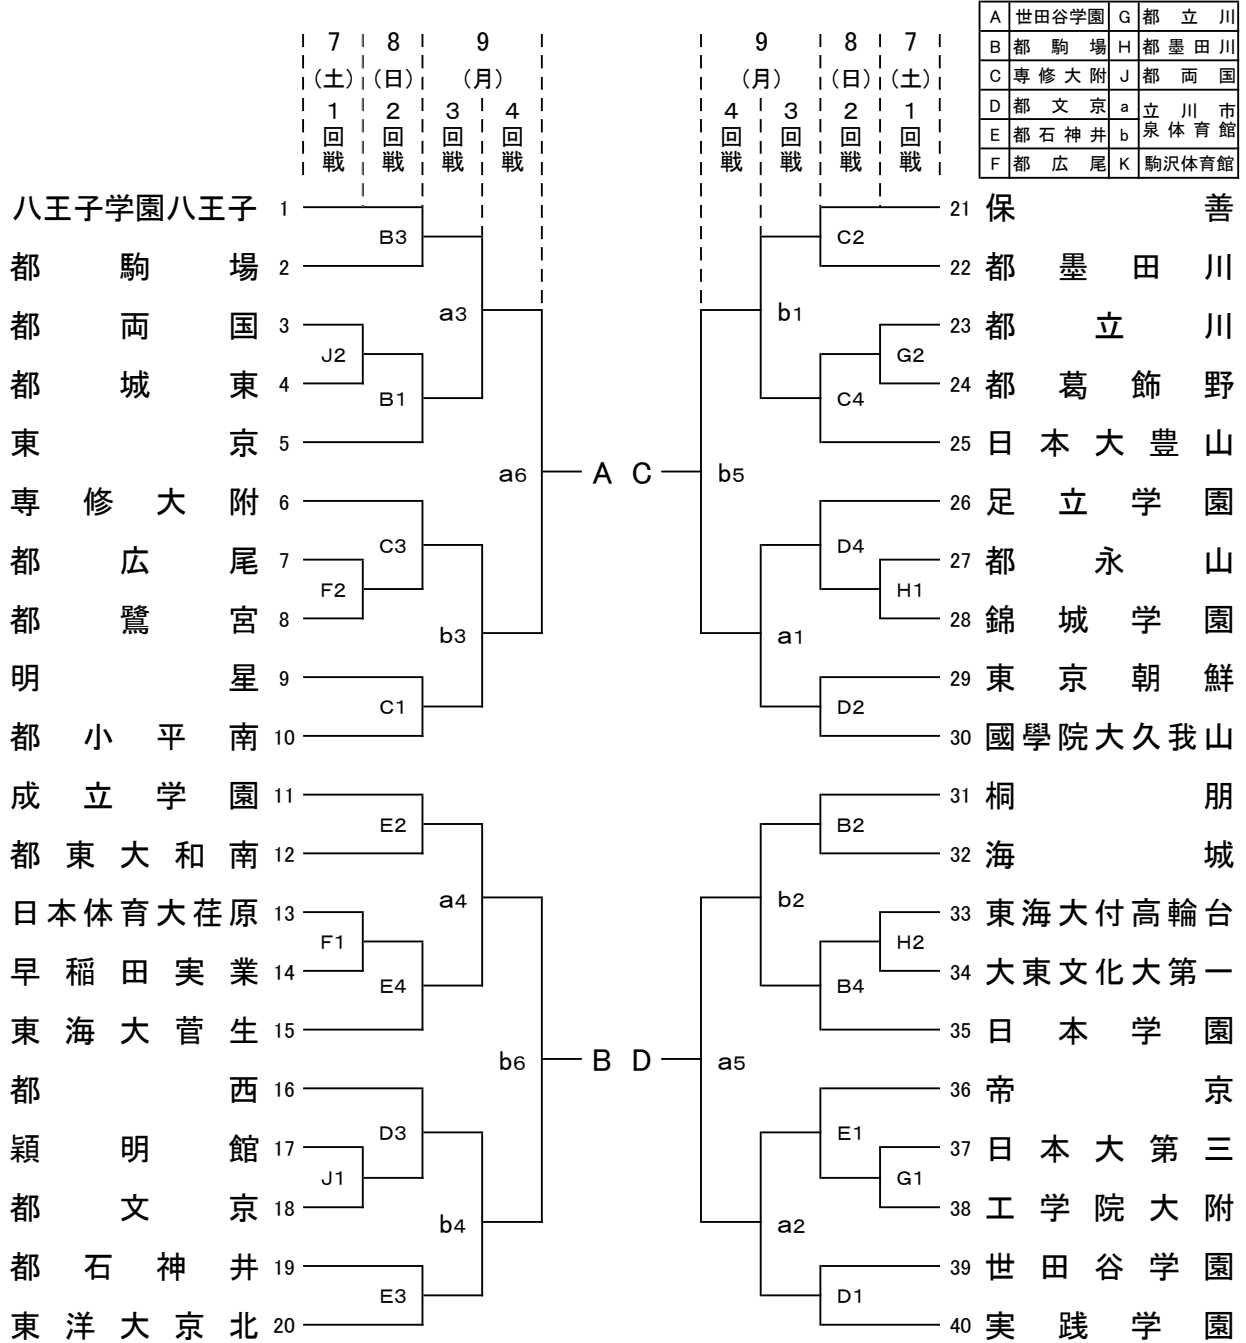 A 世田谷学園 G 都立川
B 都駒場 H 都墨田川
C 専修大附 J 都両国
D 都文京 a 立川市泉体育館
E 都石神井 b
F 都広尾 K 駒沢体育館
7 8 9
(土) (日) (月)
1回戦 2回戦 3回戦 4回戦
9 8 7
(月) (日) (土)
4回戦 3回戦 2回戦 1回戦
八王子学園八王子 1
B3
都駒場 2
a3
都両国 3
J2
都城東 4
B1
東京 5
a6 A
専修大附 6
C3
都広尾 7
F2
都鷺宮 8
b3
明星 9
C1
都小平南 10
成立学園 11
E2
都東大和南 12
a4
日本体育大荏原 13
F1
早稲田実業 14
E4
東海大菅生 15
b6 B
都西 16
D3
穎明館 17
J1
都文京 18
b4
都石神井 19
E3
東洋大京北 20
21 保善
C2
22 都墨田川
b1
23 都立川
G2
24 都葛飾野
C4
25 日本大豊山
C b5
26 足立学園
D4
27 都永山
H1
28 錦城学園
a1
29 東京朝鮮
D2
30 國學院大久我山
31 桐朋
B2
32 海城
b2
33 東海大付高輪台
H2
34 大東文化大第一
B4
35 日本学園
D a5
36 帝京
E1
37 日本大第三
G1
38 工学院大附
a2
39 世田谷学園
D1
40 実践学園